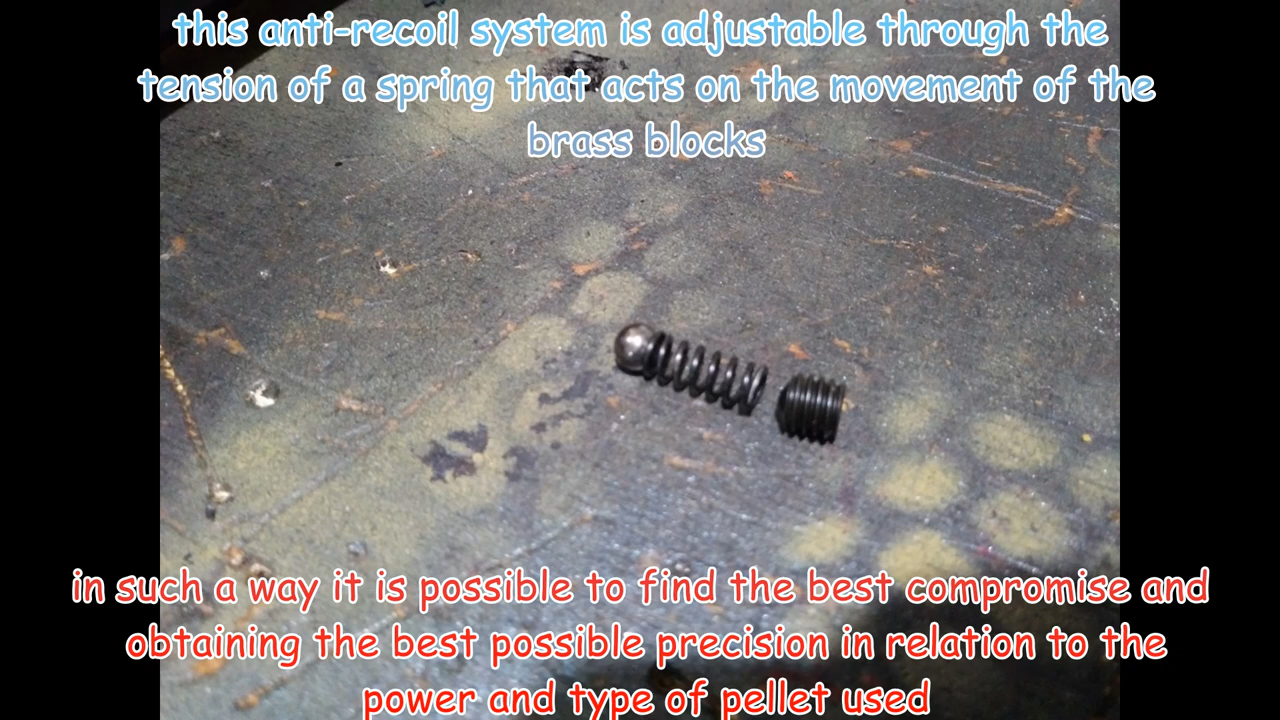 this anti-recoil system is adjustable through the
tension of a spring that acts on the movement of the
brass blocks
in such a way it is possible to find the best compromise and
obtaining the best possible precision in relation to the
power and type of pellet used